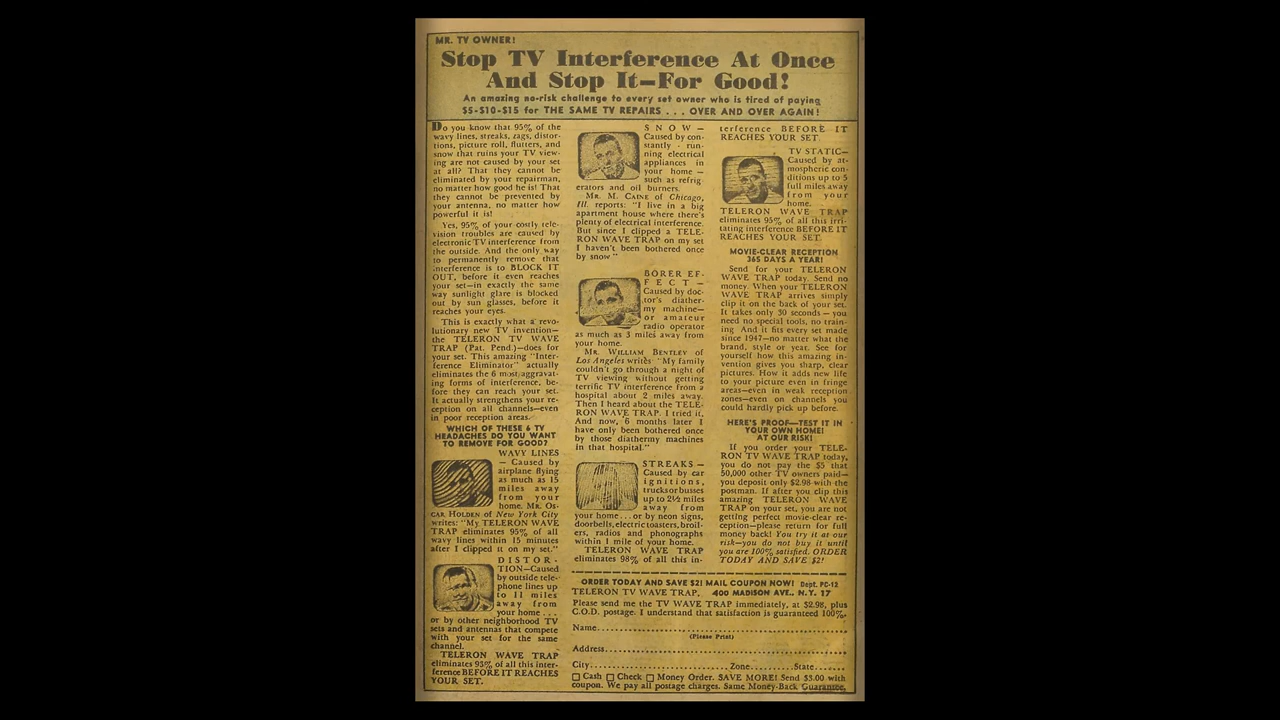 MR. TV OWNER!
Stop TV Interference At Once
And Stop It—For Good!
An amazing no-risk challenge to every set owner who is tired of paying
$5-$10-$15 for THE SAME TV REPAIRS . . . OVER AND OVER AGAIN!
Do you know that 95% of the
wavy lines, streaks, zags, distor-
tions, picture roll, flutters, and
snow that ruins your TV view-
ing are not caused by your set
at all? That they cannot be
eliminated by your repairman,
no matter how good he is! That
they cannot be prevented by
your antenna, no matter how
powerful it is!
Yes, 95% of your costly tele-
vision troubles are caused by
electronic TV interference from
the outside. And the only way
to permanently remove that
interference is to BLOCK IT
OUT, before it even reaches
your set—in exactly the same
way sunlight glare is blocked
out by sun glasses, before it
reaches your eyes.
This is exactly what a revo-
lutionary new TV invention—
the TELERON TV WAVE
TRAP (Pat. Pend.)—does for
your set. This amazing "Inter-
ference Eliminator" actually
eliminates the 6 most aggravat-
ing forms of interference, be-
fore they can reach your set.
It actually strengthens your re-
ception on all channels—even
in poor reception areas.
WHICH OF THESE 6 TV
HEADACHES DO YOU WANT
TO REMOVE FOR GOOD?
WAVY LINES
— Caused by
airplane flying
as much as 15
miles away
from your
home. MR. OS-
CAR HOLDEN of New York City
writes: "My TELERON WAVE
TRAP eliminates 95% of all
wavy lines within 15 minutes
after I clipped it on my set."
DISTOR-
TION—Caused
by outside tele-
phone lines up
to 11 miles
away from
your home . . .
or by other neighborhood TV
sets and antennas that compete
with your set for the same
channel.
TELERON WAVE TRAP
eliminates 93% of all this inter-
ference BEFORE IT REACHES
YOUR SET.
SNOW—
Caused by con-
stantly - run-
ning electrical
appliances in
your home —
such as refrig
erators and oil burners.
MR. M. CAINE of Chicago,
Ill. reports: "I live in a big
apartment house where there's
plenty of electrical interference.
But since I clipped a TELE-
RON WAVE TRAP on my set
I haven't been bothered once
by snow."
BORER EF-
FECT—
Caused by doc-
tor's diather-
my machine—
or amateur
radio operator
as much as 3 miles away from
your home.
MR. WILLIAM BENTLEY of
Los Angeles writes "My family
couldn't go through a night of
TV viewing without getting
terrific TV interference from a
hospital about 2 miles away.
Then I heard about the TELE-
RON WAVE TRAP. I tried it,
And now, 6 months later I
have only been bothered once
by those diathermy machines
in that hospital."
STREAKS—
Caused by car
ignitions,
trucks or busses
up to 2½ miles
away from
your home . . . or by neon signs,
doorbells, electric toasters, broil-
ers, radios and phonographs
within 1 mile of your home.
TELERON WAVE TRAP
eliminates 98% of all this in-
terference BEFORE IT
REACHES YOUR SET.
TV STATIC—
Caused by at-
mospheric con-
ditions up to 5
full miles away
from your
home.
TELERON WAVE TRAP
eliminates 95% of all this irri-
tating interference BEFORE IT
REACHES YOUR SET.
MOVIE-CLEAR RECEPTION
365 DAYS A YEAR!
Send for your TELERON
WAVE TRAP today. Send no
money. When your TELERON
WAVE TRAP arrives simply
clip it on the back of your set.
It takes only 30 seconds — you
need no special tools, no train-
ing. And it fits every set made
since 1947—no matter what the
brand, style or year. See for
yourself how this amazing in-
vention gives you sharp, clear
pictures. How it adds new life
to your picture even in fringe
areas—even in weak reception
zones—even on channels you
could hardly pick up before.
HERE'S PROOF—TEST IT IN
YOUR OWN HOME!
AT OUR RISK!
If you order your TELE-
RON TV WAVE TRAP today,
you do not pay the $5 that
50,000 other TV owners paid—
you deposit only $2.98 with the
postman. If after you clip this
amazing TELERON WAVE
TRAP on your set, you are not
getting perfect movie-clear re-
ception—please return for full
money back! You try it at our
risk—you do not buy it until
you are 100% satisfied. ORDER
TODAY AND SAVE $2!
ORDER TODAY AND SAVE $2! MAIL COUPON NOW! Dept. PC-12
TELERON TV WAVE TRAP, 400 MADISON AVE., N.Y. 17
Please send me the TV WAVE TRAP immediately, at $2.98, plus
C.O.D. postage. I understand that satisfaction is guaranteed 100%.
Name
(Please Print)
Address
City Zone State
Cash Check Money Order. SAVE MORE! Send $3.00 with
coupon. We pay all postage charges. Same Money-Back Guarantee.